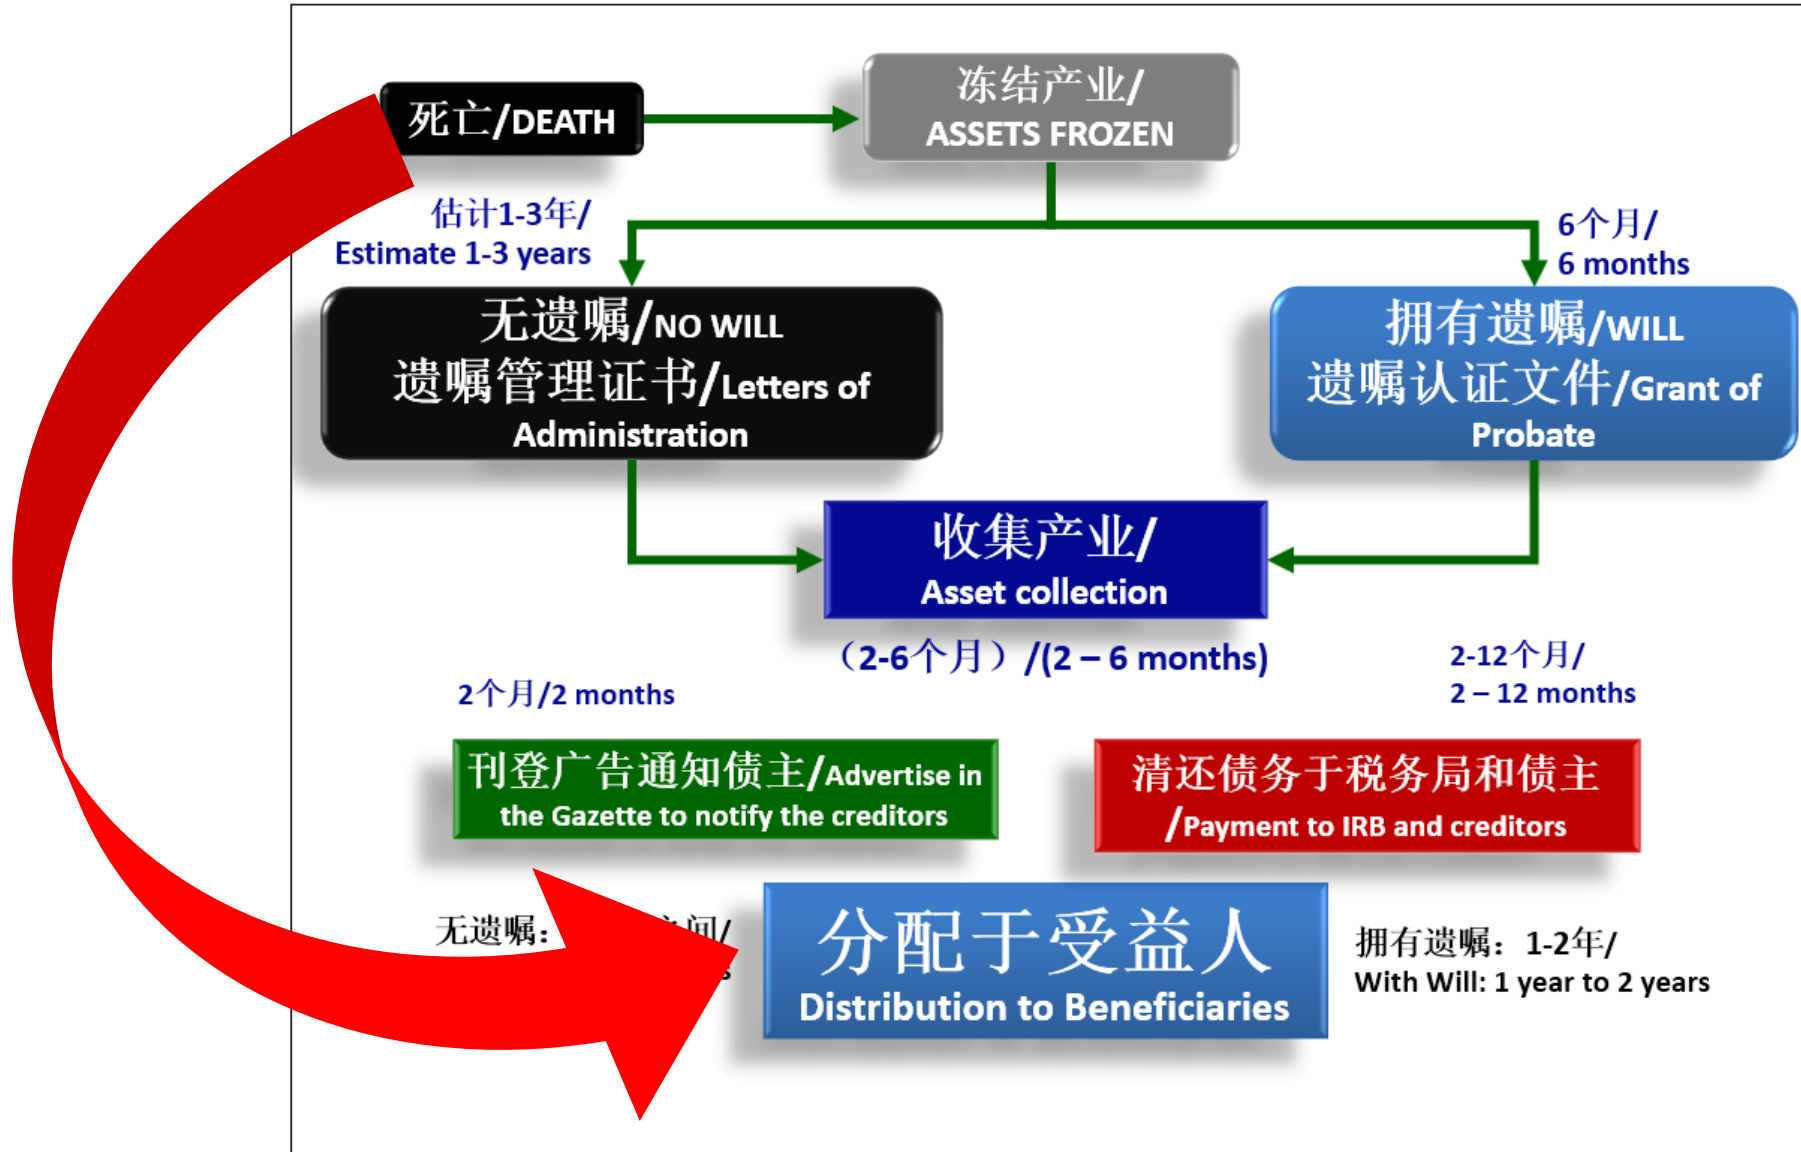 死亡/DEATH
冻结产业/
ASSETS FROZEN
估计1-3年/
Estimate 1-3 years
6个月/
6 months
无遗嘱/NO WILL
遗嘱管理证书/Letters of
Administration
拥有遗嘱/WILL
遗嘱认证文件/Grant of
Probate
收集产业/
Asset collection
（2-6个月）/(2 – 6 months)
2个月/2 months
2-12个月/
2 – 12 months
刊登广告通知债主/Advertise in
the Gazette to notify the creditors
清还债务于税务局和债主
/Payment to IRB and creditors
无遗嘱：
分配于受益人
Distribution to Beneficiaries
拥有遗嘱：1-2年/
With Will: 1 year to 2 years